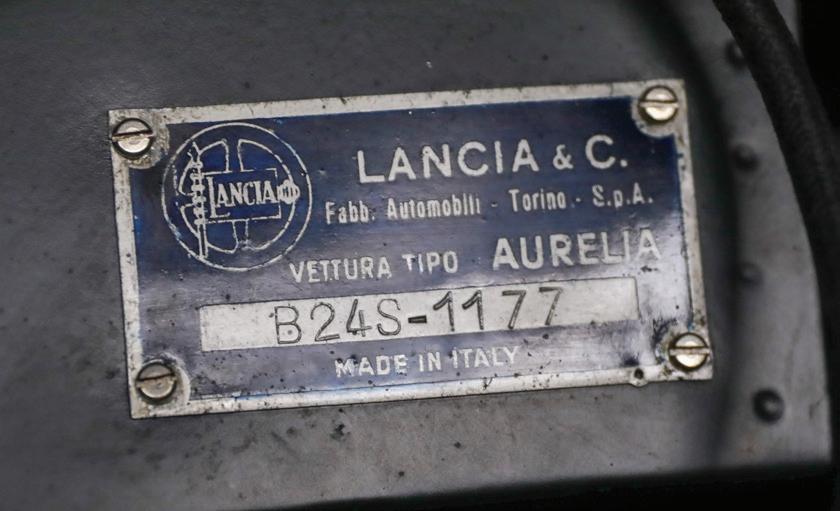 LANCIA
LANCIA & C.
Fabb. Automobili - Torino - S.p.A.
VETTURA TIPO AURELIA
B24S-1177
MADE IN ITALY